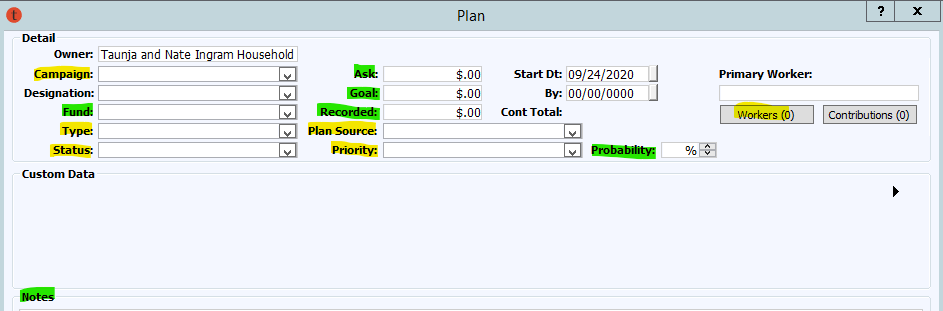 t Plan ? X
Detail
Owner: Taunja and Nate Ingram Household
Campaign: Ask: $.00 Start Dt: 09/24/2020 Primary Worker:
Designation: Goal: $.00 By: 00/00/0000
Fund: Recorded: $.00 Cont Total: Workers (0) Contributions (0)
Type: Plan Source:
Status: Priority: Probability: %
Custom Data
Notes